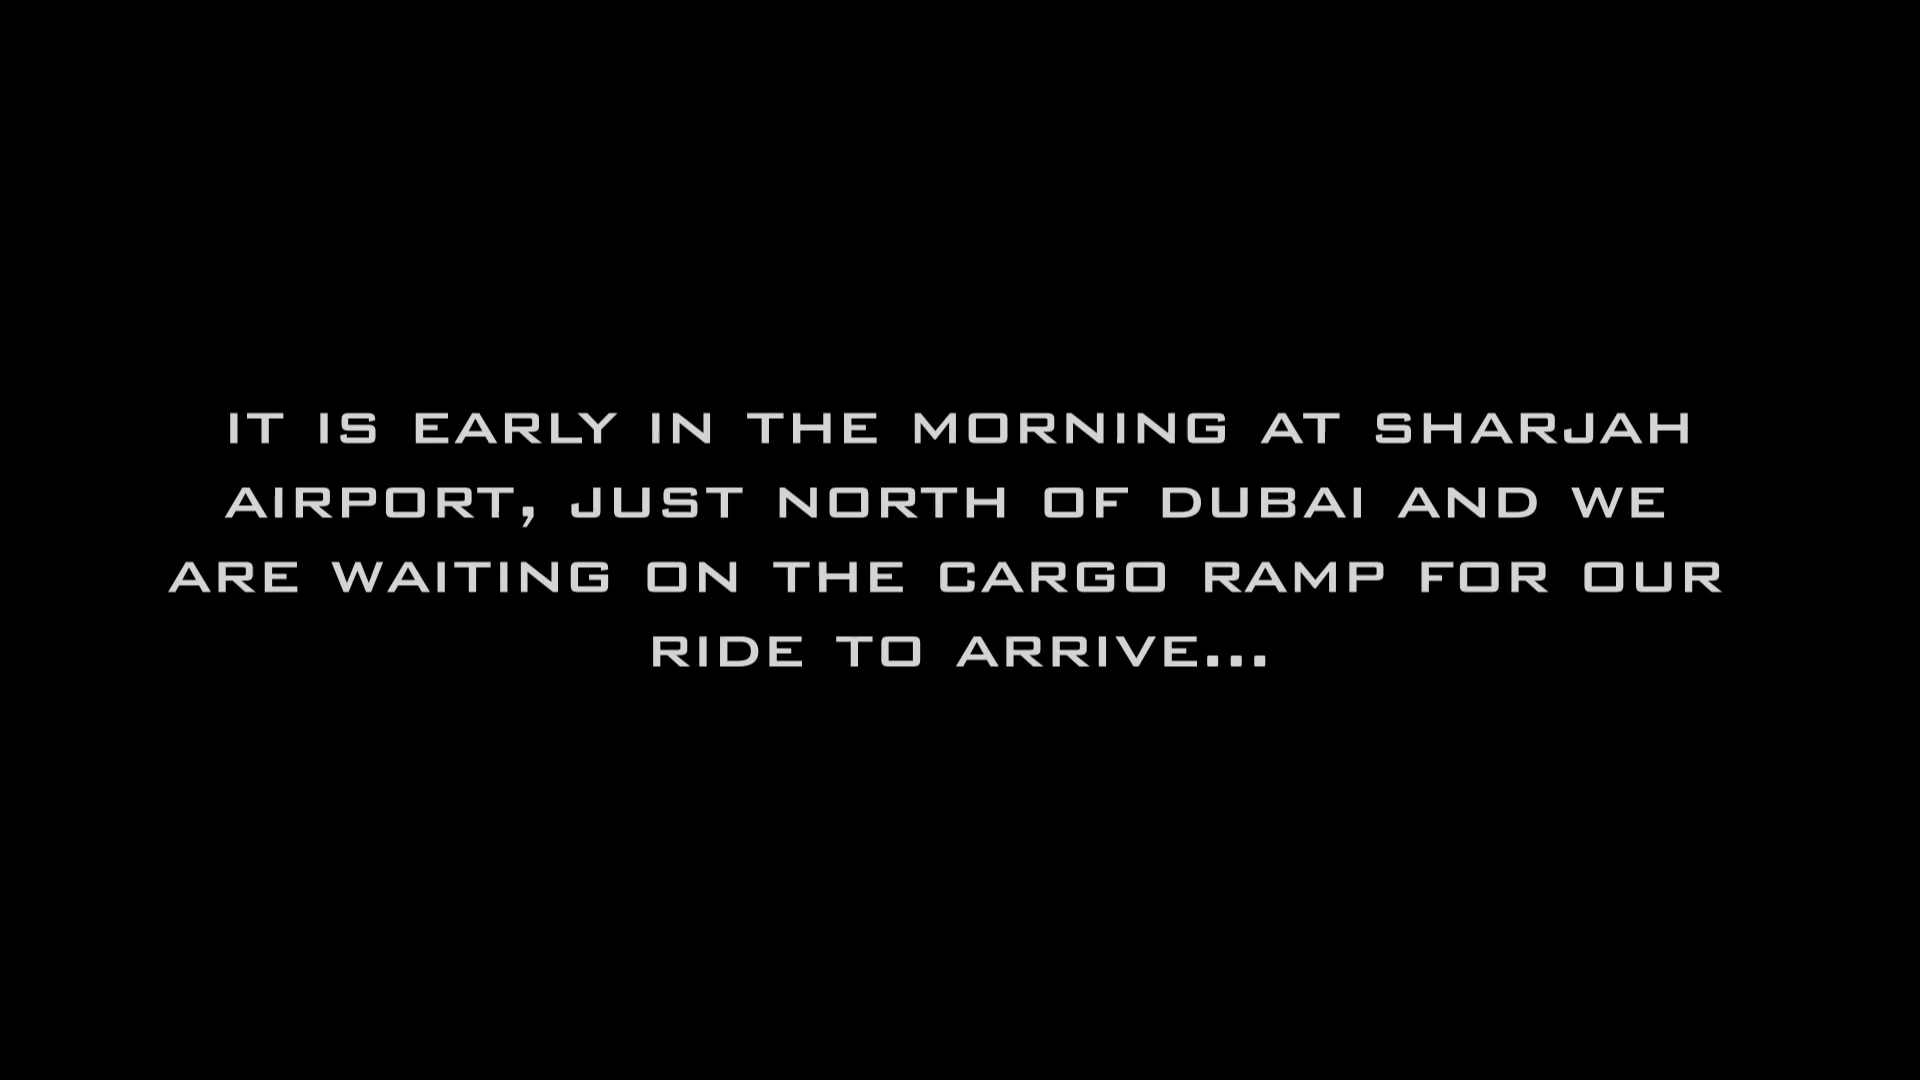 IT IS EARLY IN THE MORNING AT SHARJAH
AIRPORT, JUST NORTH OF DUBAI AND WE
ARE WAITING ON THE CARGO RAMP FOR OUR
RIDE TO ARRIVE...